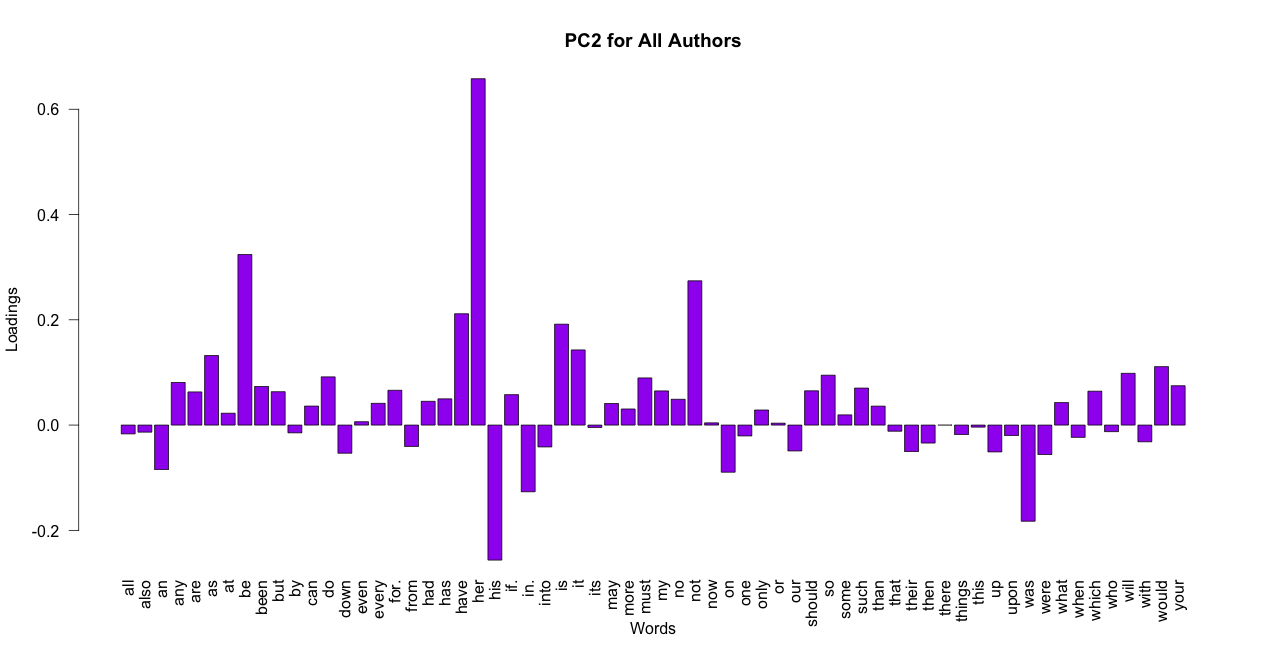 PC2 for All Authors
0.6
0.4
0.2
0.0
-0.2
Loadings
all also an any are as at be been but by can do down even every for. from had has have her his if. in. into is it its may more must my no not now on one only or our should so some such than that their then there things this up upon was were what when which who will with would your
Words